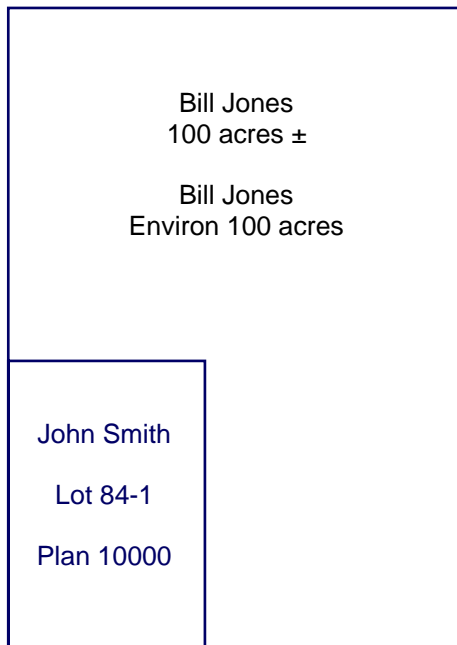 Bill Jones
100 acres ±
Bill Jones
Environ 100 acres
John Smith
Lot 84-1
Plan 10000